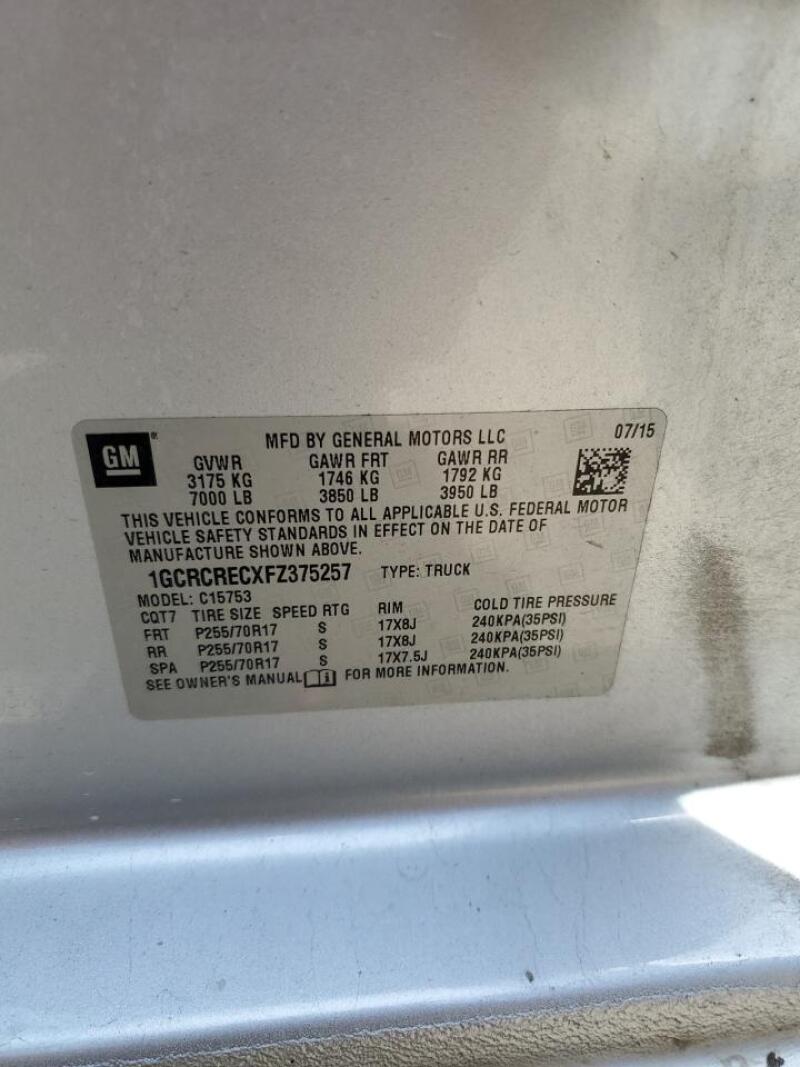 GM ® MFD BY GENERAL MOTORS LLC 07/15
GVWR GAWR FRT GAWR RR
3175 KG 1746 KG 1792 KG
7000 LB 3850 LB 3950 LB
THIS VEHICLE CONFORMS TO ALL APPLICABLE U.S. FEDERAL MOTOR
VEHICLE SAFETY STANDARDS IN EFFECT ON THE DATE OF
MANUFACTURE SHOWN ABOVE.
1GCRCRECXFZ375257 TYPE: TRUCK
MODEL: C15753
CQT7 TIRE SIZE SPEED RTG RIM COLD TIRE PRESSURE
FRT P255/70R17 S 17X8J 240KPA(35PSI)
RR P255/70R17 S 17X8J 240KPA(35PSI)
SPA P255/70R17 S 17X7.5J 240KPA(35PSI)
SEE OWNER'S MANUAL i FOR MORE INFORMATION.